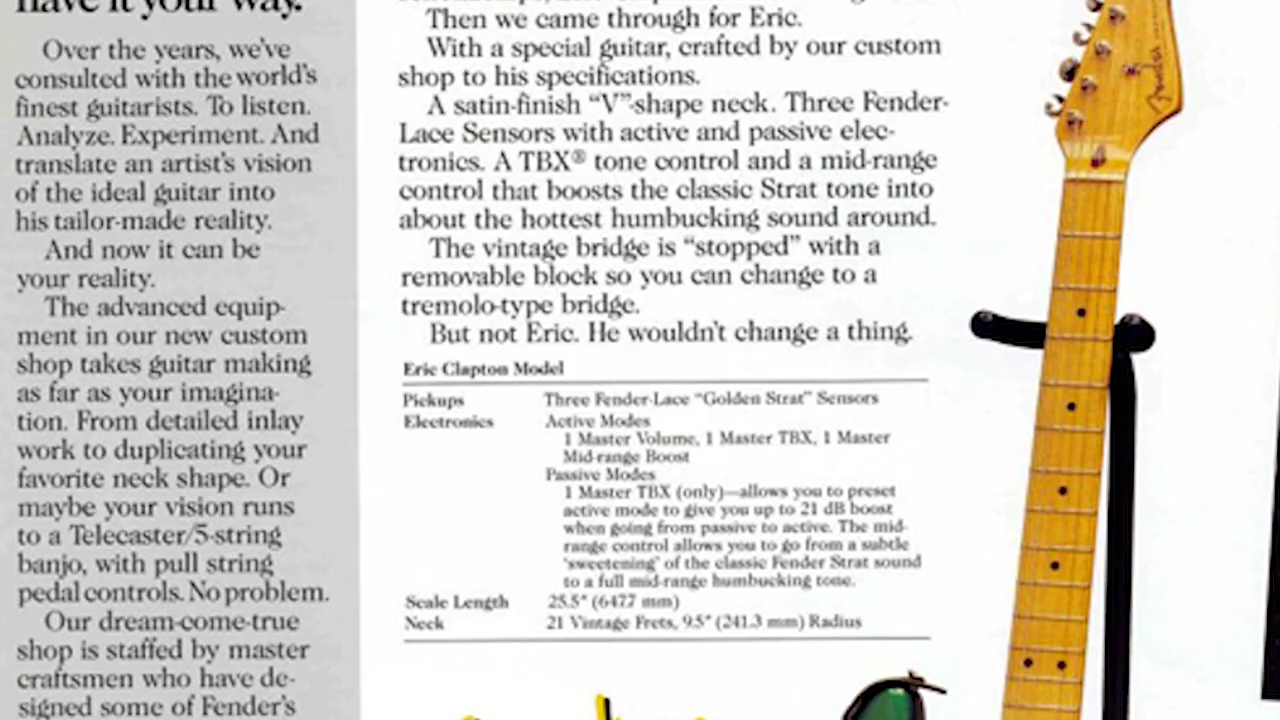 have it your way.
Over the years, we've
consulted with the world's
finest guitarists. To listen.
Analyze. Experiment. And
translate an artist's vision
of the ideal guitar into
his tailor-made reality.
And now it can be
your reality.
The advanced equip-
ment in our new custom
shop takes guitar making
as far as your imagina-
tion. From detailed inlay
work to duplicating your
favorite neck shape. Or
maybe your vision runs
to a Telecaster/5-string
banjo, with pull string
pedal controls. No problem.
Our dream-come-true
shop is staffed by master
craftsmen who have de-
signed some of Fender's
Then we came through for Eric.
With a special guitar, crafted by our custom
shop to his specifications.
A satin-finish "V"-shape neck. Three Fender-
Lace Sensors with active and passive elec-
tronics. A TBX® tone control and a mid-range
control that boosts the classic Strat tone into
about the hottest humbucking sound around.
The vintage bridge is "stopped" with a
removable block so you can change to a
tremolo-type bridge.
But not Eric. He wouldn't change a thing.
Eric Clapton Model
Pickups Three Fender-Lace "Golden Strat" Sensors
Electronics Active Modes
1 Master Volume, 1 Master TBX, 1 Master
Mid-range Boost
Passive Modes
1 Master TBX (only)—allows you to preset
active mode to give you up to 21 dB boost
when going from passive to active. The mid-
range control allows you to go from a subtle
'sweetening' of the classic Fender Strat sound
to a full mid-range humbucking tone.
Scale Length 25.5" (6477 mm)
Neck 21 Vintage Frets, 9.5" (241.3 mm) Radius
Fender